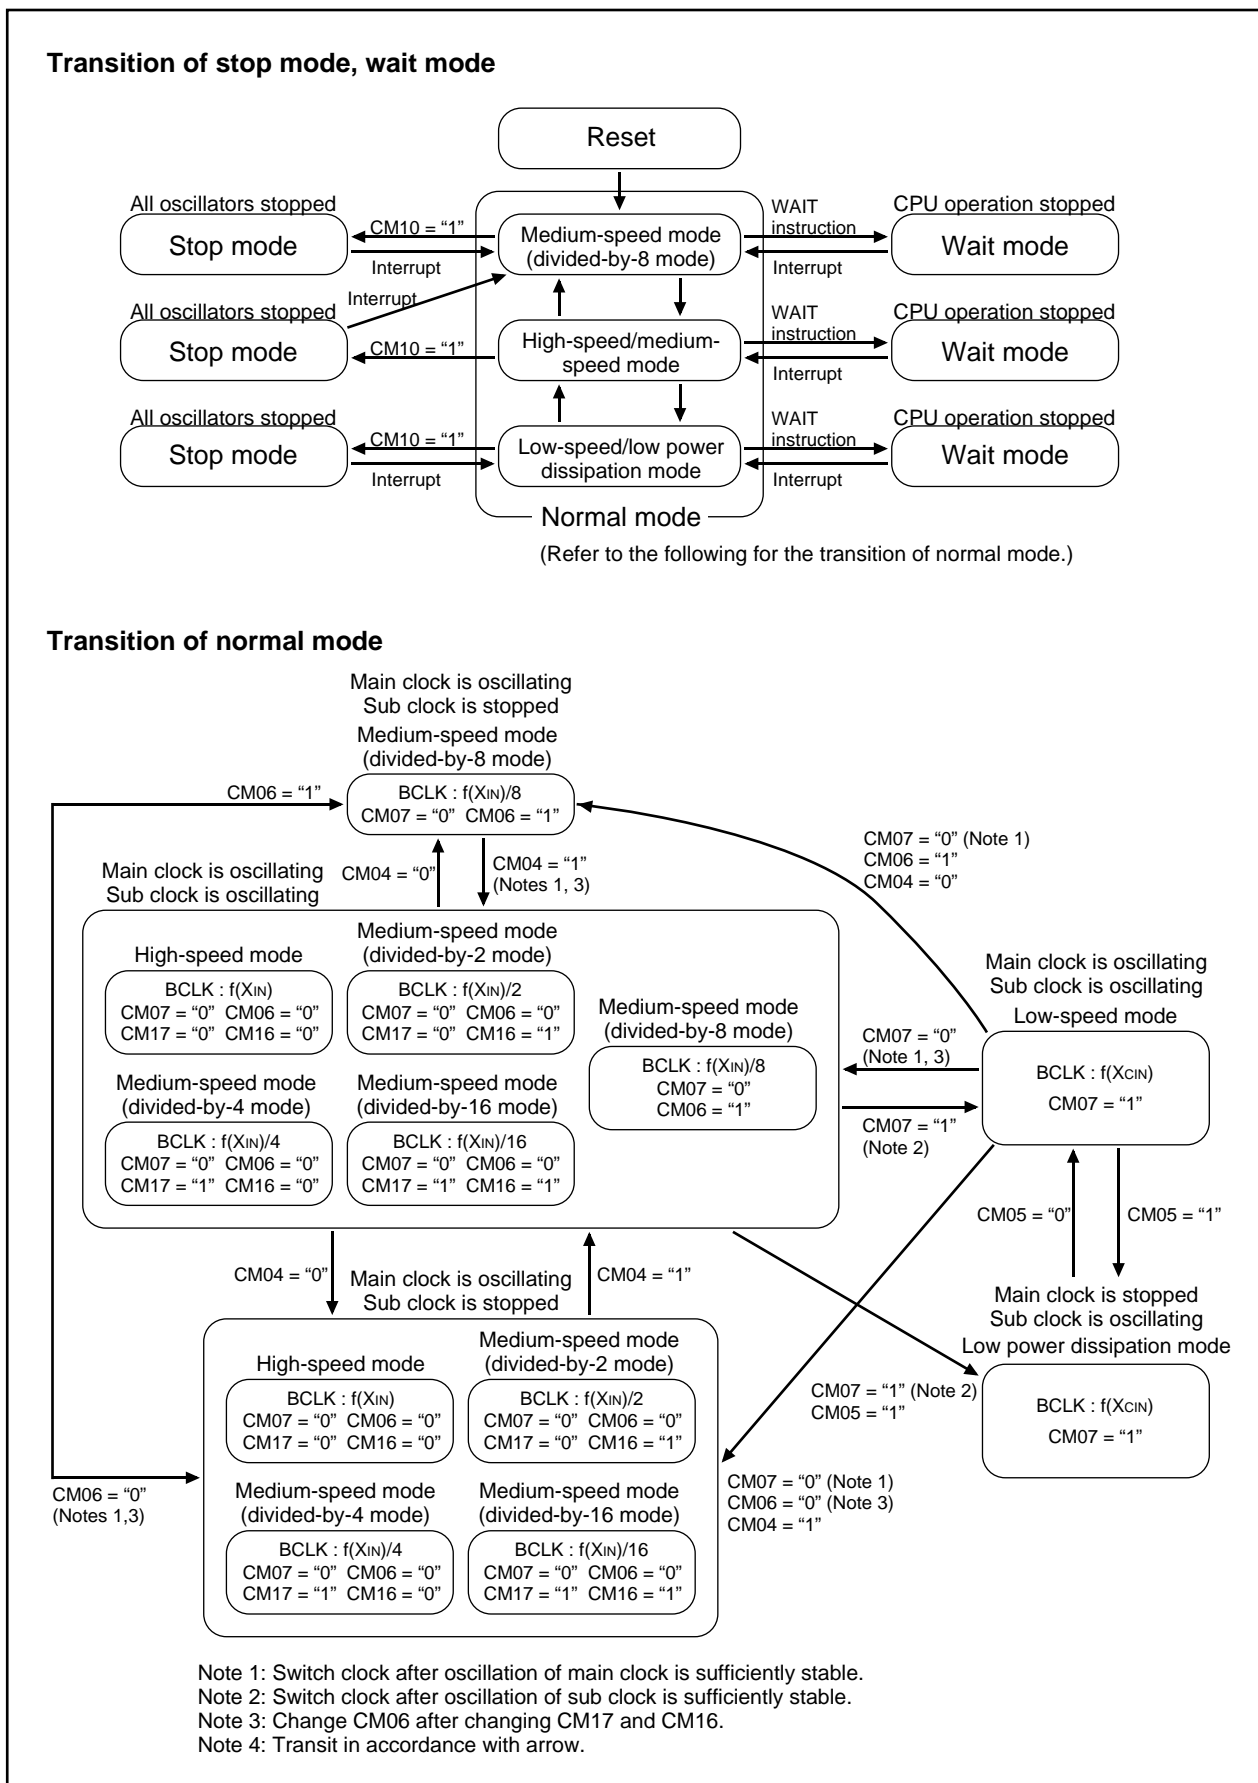 Transition of stop mode, wait mode
Reset
All oscillators stopped
Stop mode
CM10 = “1”
Interrupt
Medium-speed mode
(divided-by-8 mode)
WAIT
instruction
Interrupt
CPU operation stopped
Wait mode
Interrupt
All oscillators stopped
Stop mode
CM10 = “1”
High-speed/medium-
speed mode
WAIT
instruction
Interrupt
CPU operation stopped
Wait mode
All oscillators stopped
Stop mode
CM10 = “1”
Interrupt
Low-speed/low power
dissipation mode
WAIT
instruction
Interrupt
CPU operation stopped
Wait mode
Normal mode
(Refer to the following for the transition of normal mode.)
Transition of normal mode
Main clock is oscillating
Sub clock is stopped
Medium-speed mode
(divided-by-8 mode)
BCLK : f(XIN)/8
CM07 = “0” CM06 = “1”
CM06 = “1”
CM04 = “0”
CM04 = “1”
(Notes 1, 3)
CM07 = “0” (Note 1)
CM06 = “1”
CM04 = “0”
Main clock is oscillating
Sub clock is oscillating
High-speed mode
BCLK : f(XIN)
CM07 = “0” CM06 = “0”
CM17 = “0” CM16 = “0”
Medium-speed mode
(divided-by-2 mode)
BCLK : f(XIN)/2
CM07 = “0” CM06 = “0”
CM17 = “0” CM16 = “1”
Medium-speed mode
(divided-by-8 mode)
BCLK : f(XIN)/8
CM07 = “0”
CM06 = “1”
Medium-speed mode
(divided-by-4 mode)
BCLK : f(XIN)/4
CM07 = “0” CM06 = “0”
CM17 = “1” CM16 = “0”
Medium-speed mode
(divided-by-16 mode)
BCLK : f(XIN)/16
CM07 = “0” CM06 = “0”
CM17 = “1” CM16 = “1”
CM07 = “0”
(Note 1, 3)
CM07 = “1”
(Note 2)
Main clock is oscillating
Sub clock is oscillating
Low-speed mode
BCLK : f(XCIN)
CM07 = “1”
CM05 = “0”
CM05 = “1”
Main clock is stopped
Sub clock is oscillating
Low power dissipation mode
BCLK : f(XCIN)
CM07 = “1”
CM07 = “1” (Note 2)
CM05 = “1”
CM04 = “0”
CM04 = “1”
Main clock is oscillating
Sub clock is stopped
High-speed mode
BCLK : f(XIN)
CM07 = “0” CM06 = “0”
CM17 = “0” CM16 = “0”
Medium-speed mode
(divided-by-2 mode)
BCLK : f(XIN)/2
CM07 = “0” CM06 = “0”
CM17 = “0” CM16 = “1”
Medium-speed mode
(divided-by-4 mode)
BCLK : f(XIN)/4
CM07 = “0” CM06 = “0”
CM17 = “1” CM16 = “0”
Medium-speed mode
(divided-by-16 mode)
BCLK : f(XIN)/16
CM07 = “0” CM06 = “0”
CM17 = “1” CM16 = “1”
CM06 = “0”
(Notes 1,3)
CM07 = “0” (Note 1)
CM06 = “0” (Note 3)
CM04 = “1”
Note 1: Switch clock after oscillation of main clock is sufficiently stable.
Note 2: Switch clock after oscillation of sub clock is sufficiently stable.
Note 3: Change CM06 after changing CM17 and CM16.
Note 4: Transit in accordance with arrow.